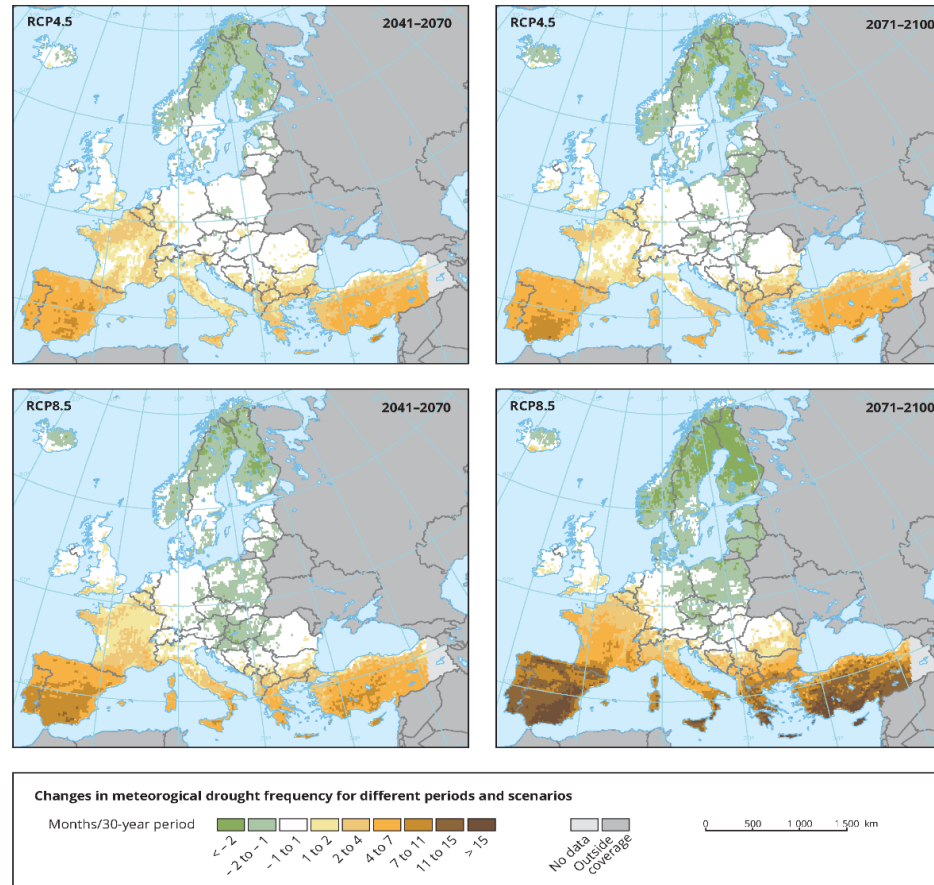 RCP4.5 2041–2070
RCP4.5 2071–2100
RCP8.5 2041–2070
RCP8.5 2071–2100
Changes in meteorogical drought frequency for different periods and scenarios
Months/30-year period
< – 2
– 2 to – 1
– 1 to 1
1 to 2
2 to 4
4 to 7
7 to 11
11 to 15
> 15
No data
Outside coverage
0 500 1 000 1 500 km